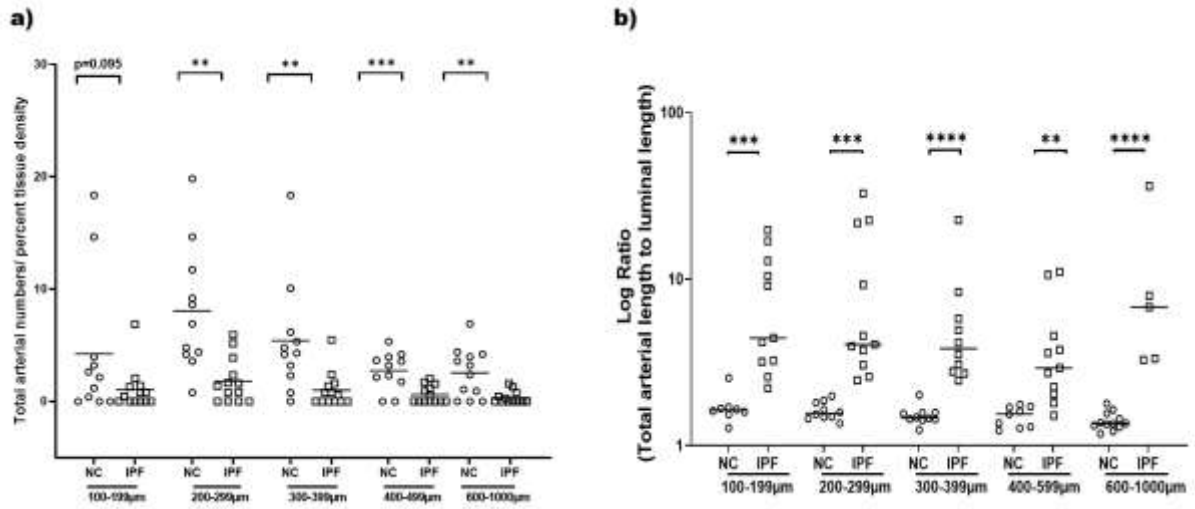 a)
Total arterial numbers/ percent tissue density
30
20
10
0
p=0.095
**
**
***
**
NC IPF NC IPF NC IPF NC IPF NC IPF
100-199µm 200-299µm 300-399µm 400-499µm 600-1000µm
b)
Log Ratio
(Total arterial length to luminal length)
100
10
1
***
***
****
**
****
NC IPF NC IPF NC IPF NC IPF NC IPF
100-199µm 200-299µm 300-399µm 400-599µm 600-1000µm